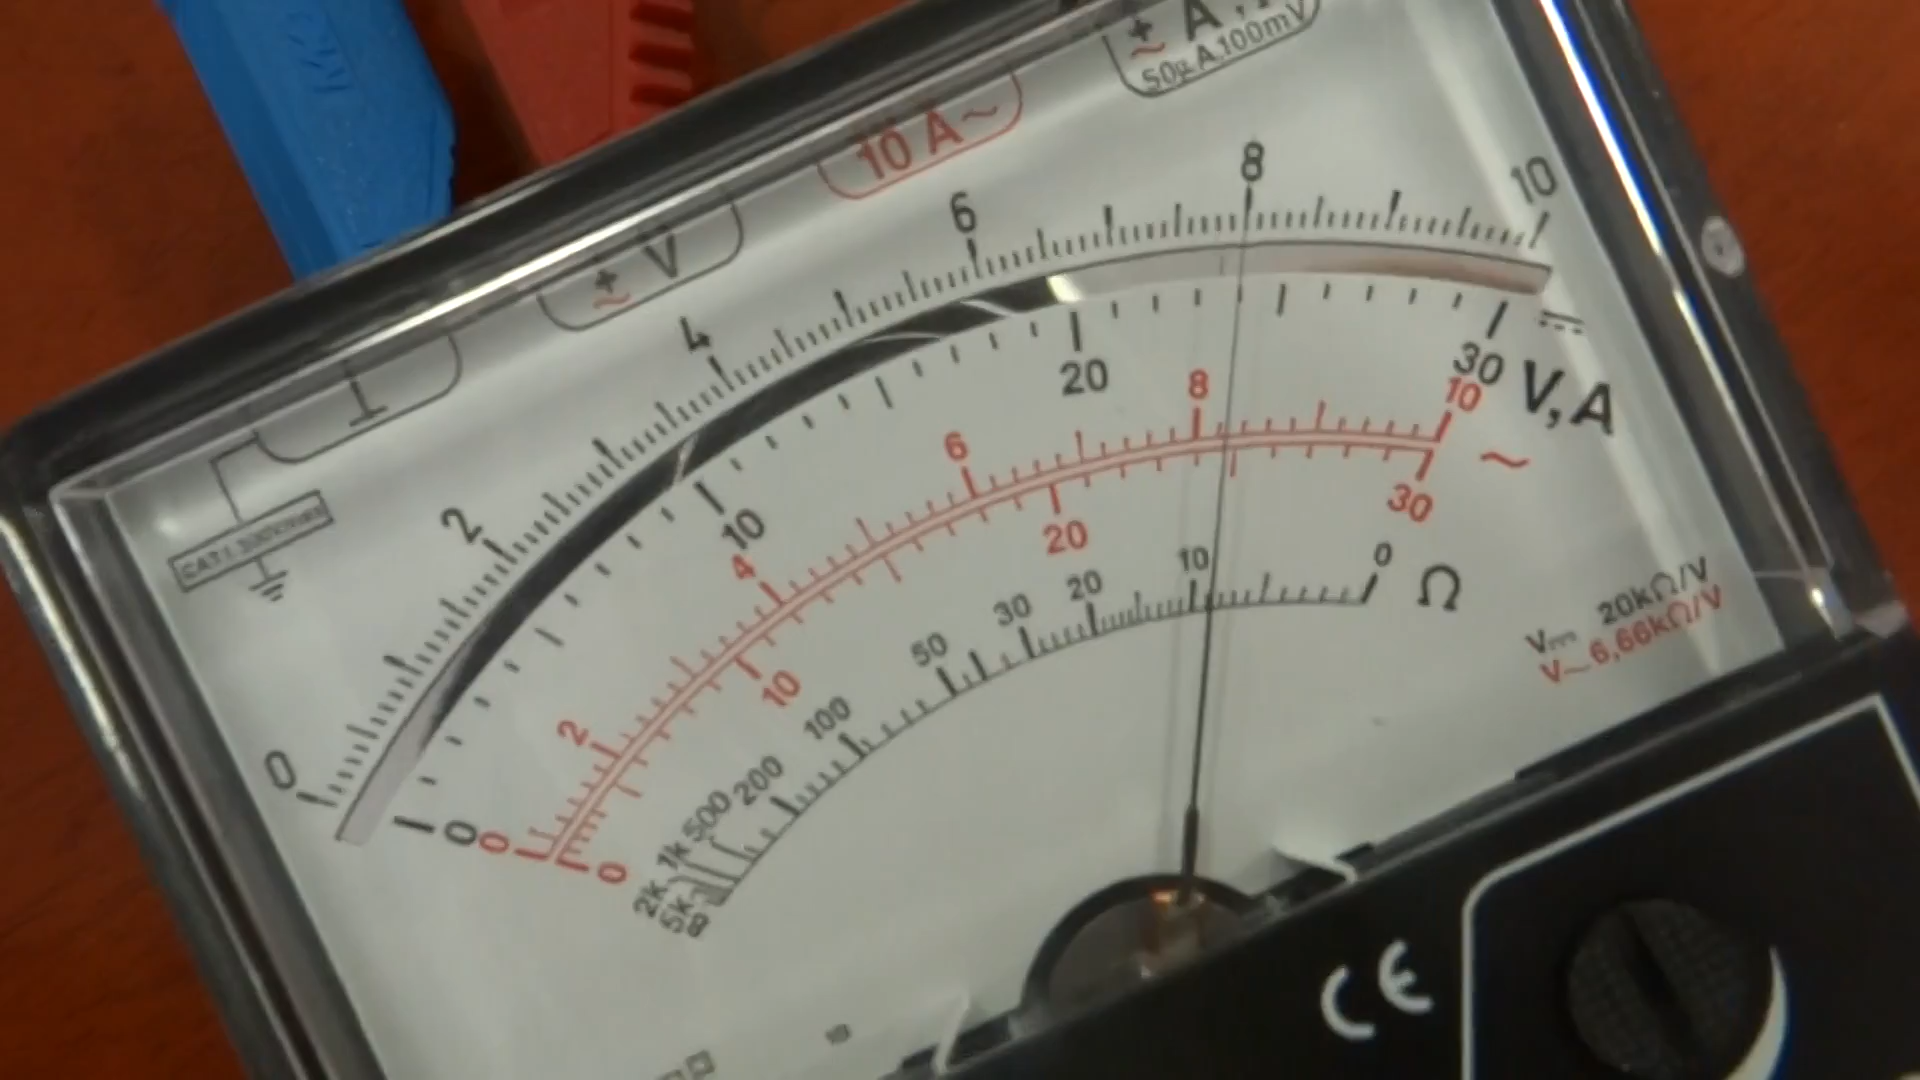 ± A,
50µA.100mV
10 A~
± V
0 2 4 6 8 10
0 10 20 30
V,A
0 2 4 6 8 10
~
0 10 20 30
∞ 5k 2k 1k 500 200 100 50 30 20 10 0
Ω
V⎓ 20kΩ/V
V~ 6,66kΩ/V
CE